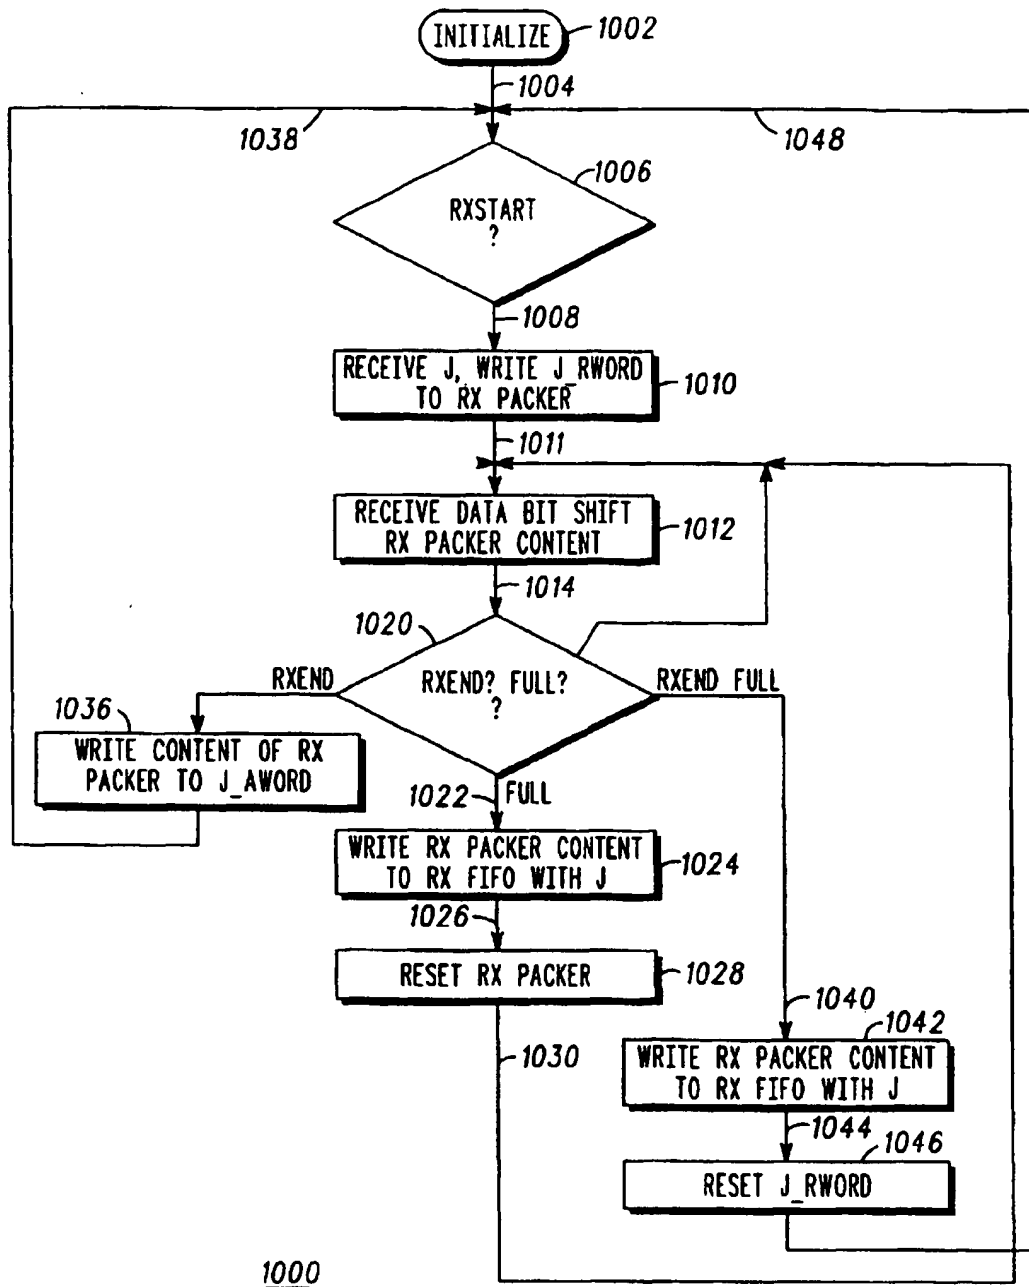 INITIALIZE
1002
1004
1038
1048
1006
RXSTART
?
1008
RECEIVE J, WRITE J_RWORD
TO RX PACKER
1010
1011
RECEIVE DATA BIT SHIFT
RX PACKER CONTENT
1012
1014
1020
RXEND
RXEND? FULL?
?
RXEND FULL
1036
WRITE CONTENT OF RX
PACKER TO J_AWORD
1022
FULL
WRITE RX PACKER CONTENT
TO RX FIFO WITH J
1024
1026
RESET RX PACKER
1028
1040
1030
1042
WRITE RX PACKER CONTENT
TO RX FIFO WITH J
1044
1046
RESET J_RWORD
1000